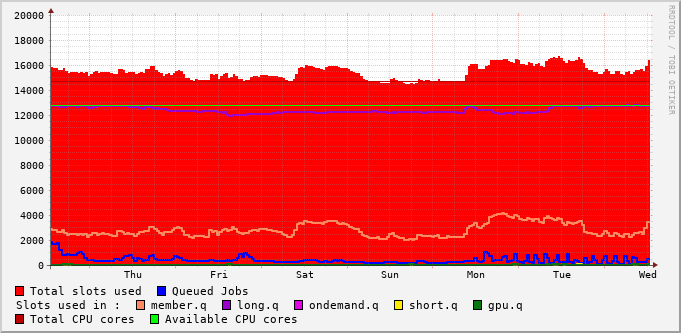 20000
18000
16000
14000
12000
10000
8000
6000
4000
2000
0
Thu Fri Sat Sun Mon Tue Wed
RRDTOOL / TOBI OETIKER
Total slots used Queued Jobs
Slots used in : member.q long.q ondemand.q short.q gpu.q
Total CPU cores Available CPU cores